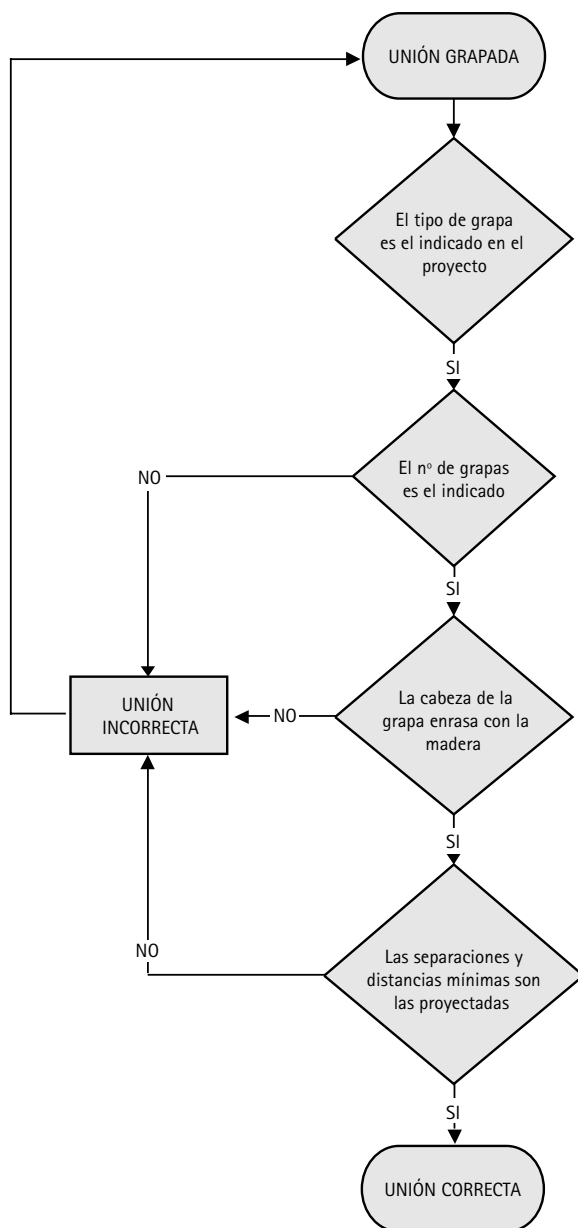 UNIÓN GRAPADA
El tipo de grapa
es el indicado en el
proyecto
SI
El nº de grapas
es el indicado
NO
SI
La cabeza de la
grapa enrasa con la
madera
NO
UNIÓN
INCORRECTA
SI
Las separaciones y
distancias mínimas son
las proyectadas
NO
SI
UNIÓN CORRECTA